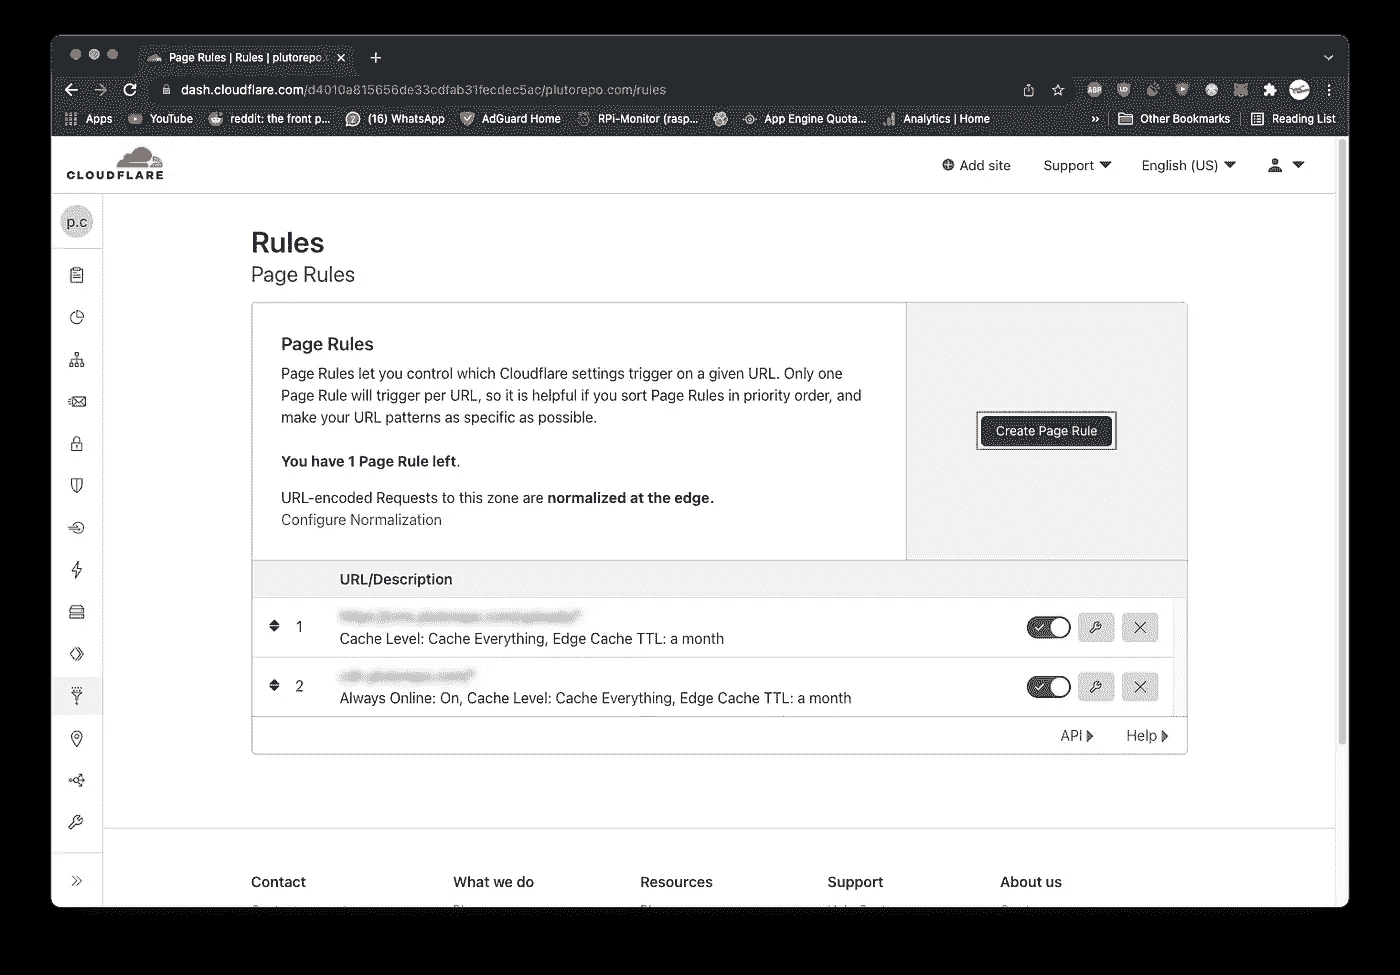 Page Rules | Rules | plutorepo.c
dash.cloudflare.com/d4010a815656de33cdfab31fecdec5ac/plutorepo.com/rules
ABP UD
Apps YouTube reddit: the front p... (16) WhatsApp AdGuard Home RPi-Monitor (rasp... App Engine Quota... Analytics | Home » Other Bookmarks Reading List
CLOUDFLARE
Add site Support English (US)
p.c
Rules
Page Rules
Page Rules
Page Rules let you control which Cloudflare settings trigger on a given URL. Only one
Page Rule will trigger per URL, so it is helpful if you sort Page Rules in priority order, and
make your URL patterns as specific as possible.
Create Page Rule
You have 1 Page Rule left.
URL-encoded Requests to this zone are normalized at the edge.
Configure Normalization
URL/Description
1
Cache Level: Cache Everything, Edge Cache TTL: a month
2
Always Online: On, Cache Level: Cache Everything, Edge Cache TTL: a month
API Help
Contact What we do Resources Support About us